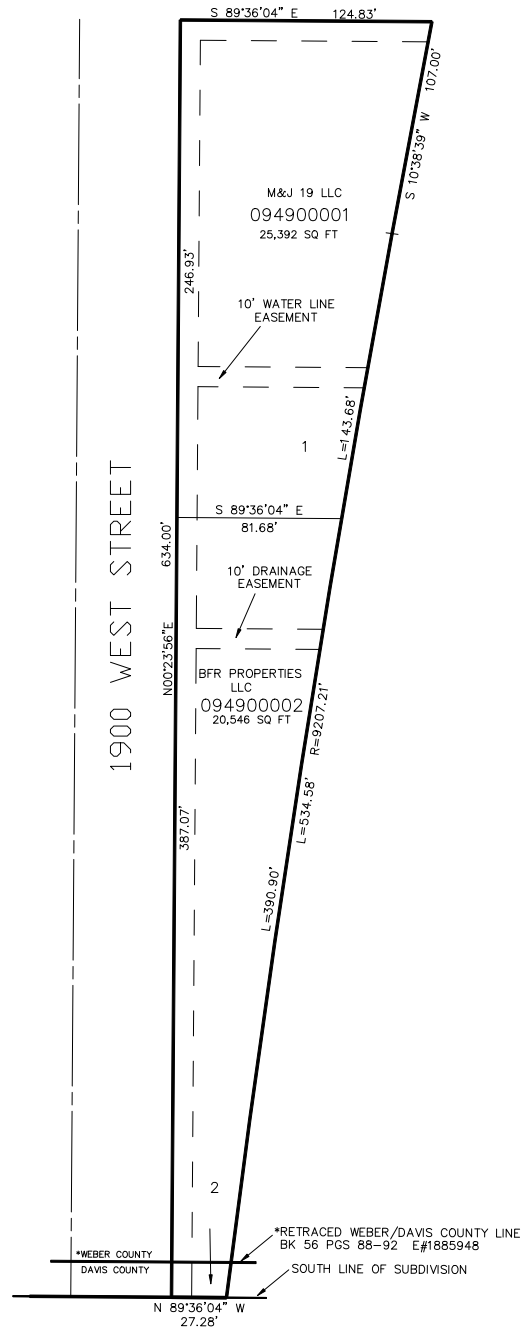 S 89°36'04" E 124.83'
107.00'
S 10°38'39" W
M&J 19 LLC
094900001
25,392 SQ FT
246.93'
10' WATER LINE
EASEMENT
L=143.68'
1
S 89°36'04" E
81.68'
634.00'
10' DRAINAGE
EASEMENT
1900 WEST STREET
N00°23'56"E
BFR PROPERTIES
LLC
094900002
20,546 SQ FT
R=9207.21'
L=534.58'
387.07'
L=390.90'
2
*RETRACED WEBER/DAVIS COUNTY LINE
BK 56 PGS 88-92 E#1885948
*WEBER COUNTY
DAVIS COUNTY
SOUTH LINE OF SUBDIVISION
N 89°36'04" W
27.28'